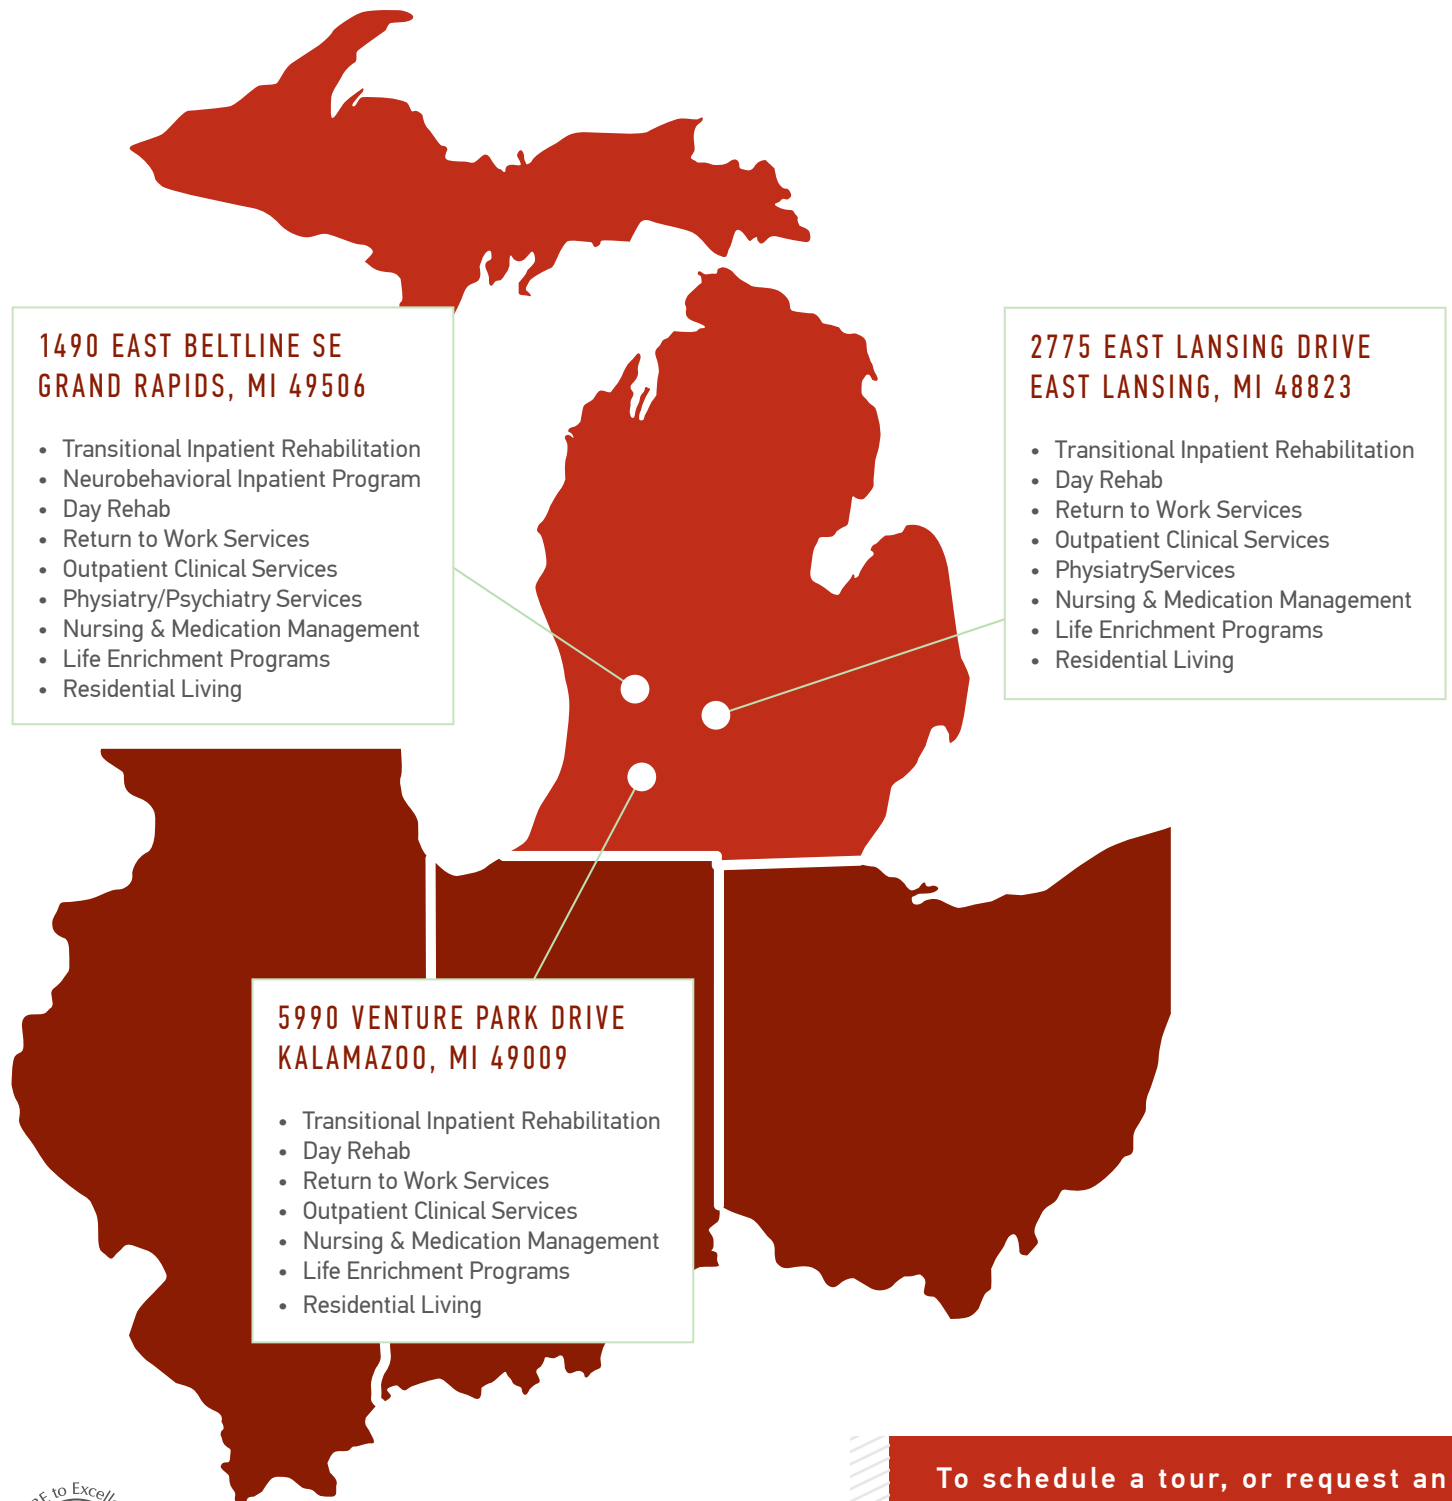 1490 EAST BELTLINE SE
GRAND RAPIDS, MI 49506
• Transitional Inpatient Rehabilitation
• Neurobehavioral Inpatient Program
• Day Rehab
• Return to Work Services
• Outpatient Clinical Services
• Physiatry/Psychiatry Services
• Nursing & Medication Management
• Life Enrichment Programs
• Residential Living
2775 EAST LANSING DRIVE
EAST LANSING, MI 48823
• Transitional Inpatient Rehabilitation
• Day Rehab
• Return to Work Services
• Outpatient Clinical Services
• PhysiatryServices
• Nursing & Medication Management
• Life Enrichment Programs
• Residential Living
5990 VENTURE PARK DRIVE
KALAMAZOO, MI 49009
• Transitional Inpatient Rehabilitation
• Day Rehab
• Return to Work Services
• Outpatient Clinical Services
• Nursing & Medication Management
• Life Enrichment Programs
• Residential Living
to
To schedule a tour, or request an